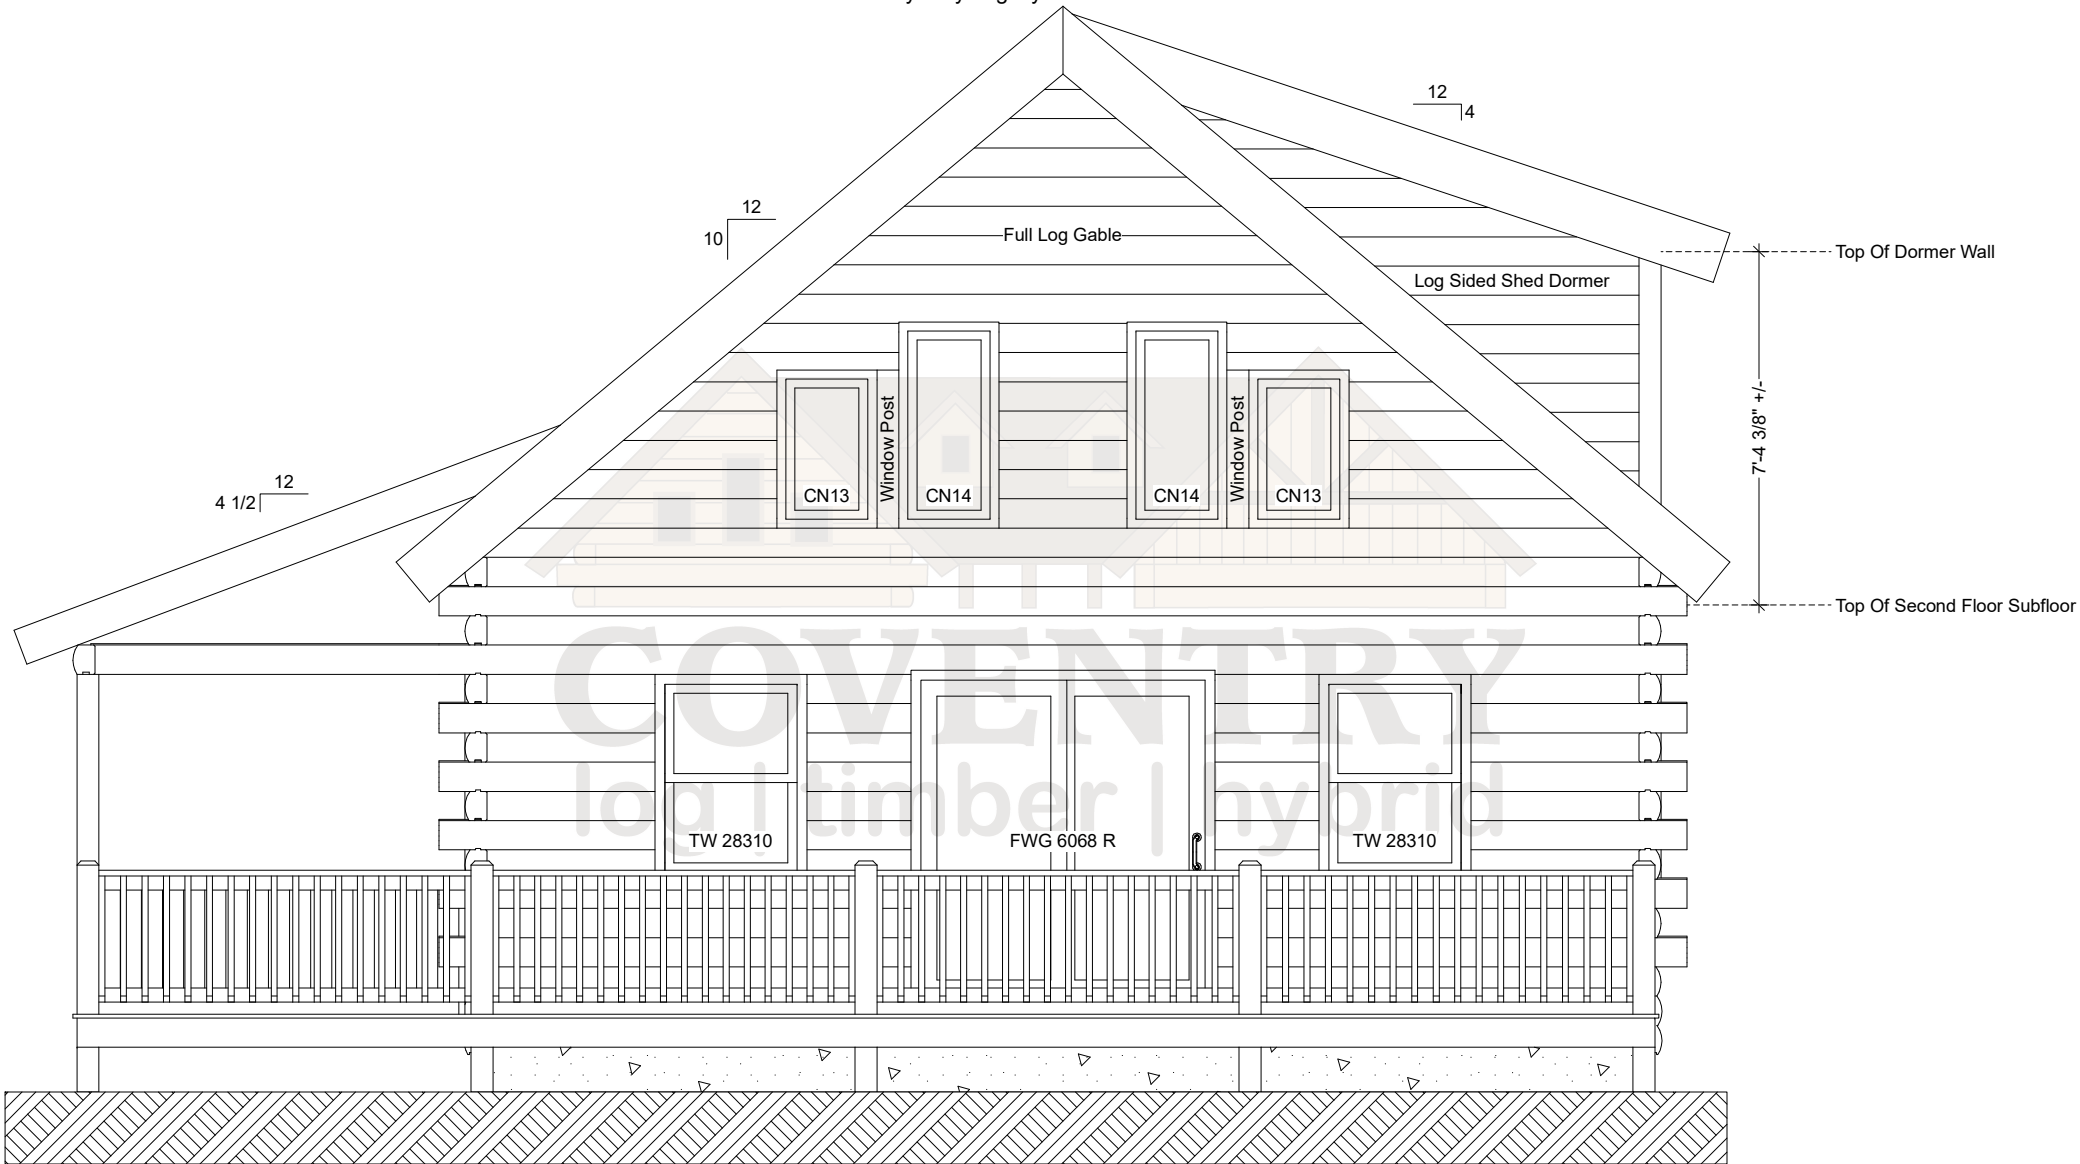 12
4
12
10
Full Log Gable
Top Of Dormer Wall
Log Sided Shed Dormer
7'-4 3/8" +/-
12
4 1/2
CN13
Window Post
CN14
CN14
Window Post
CN13
Top Of Second Floor Subfloor
COVENTRY
log | timber | hybrid
TW 28310
FWG 6068 R
TW 28310